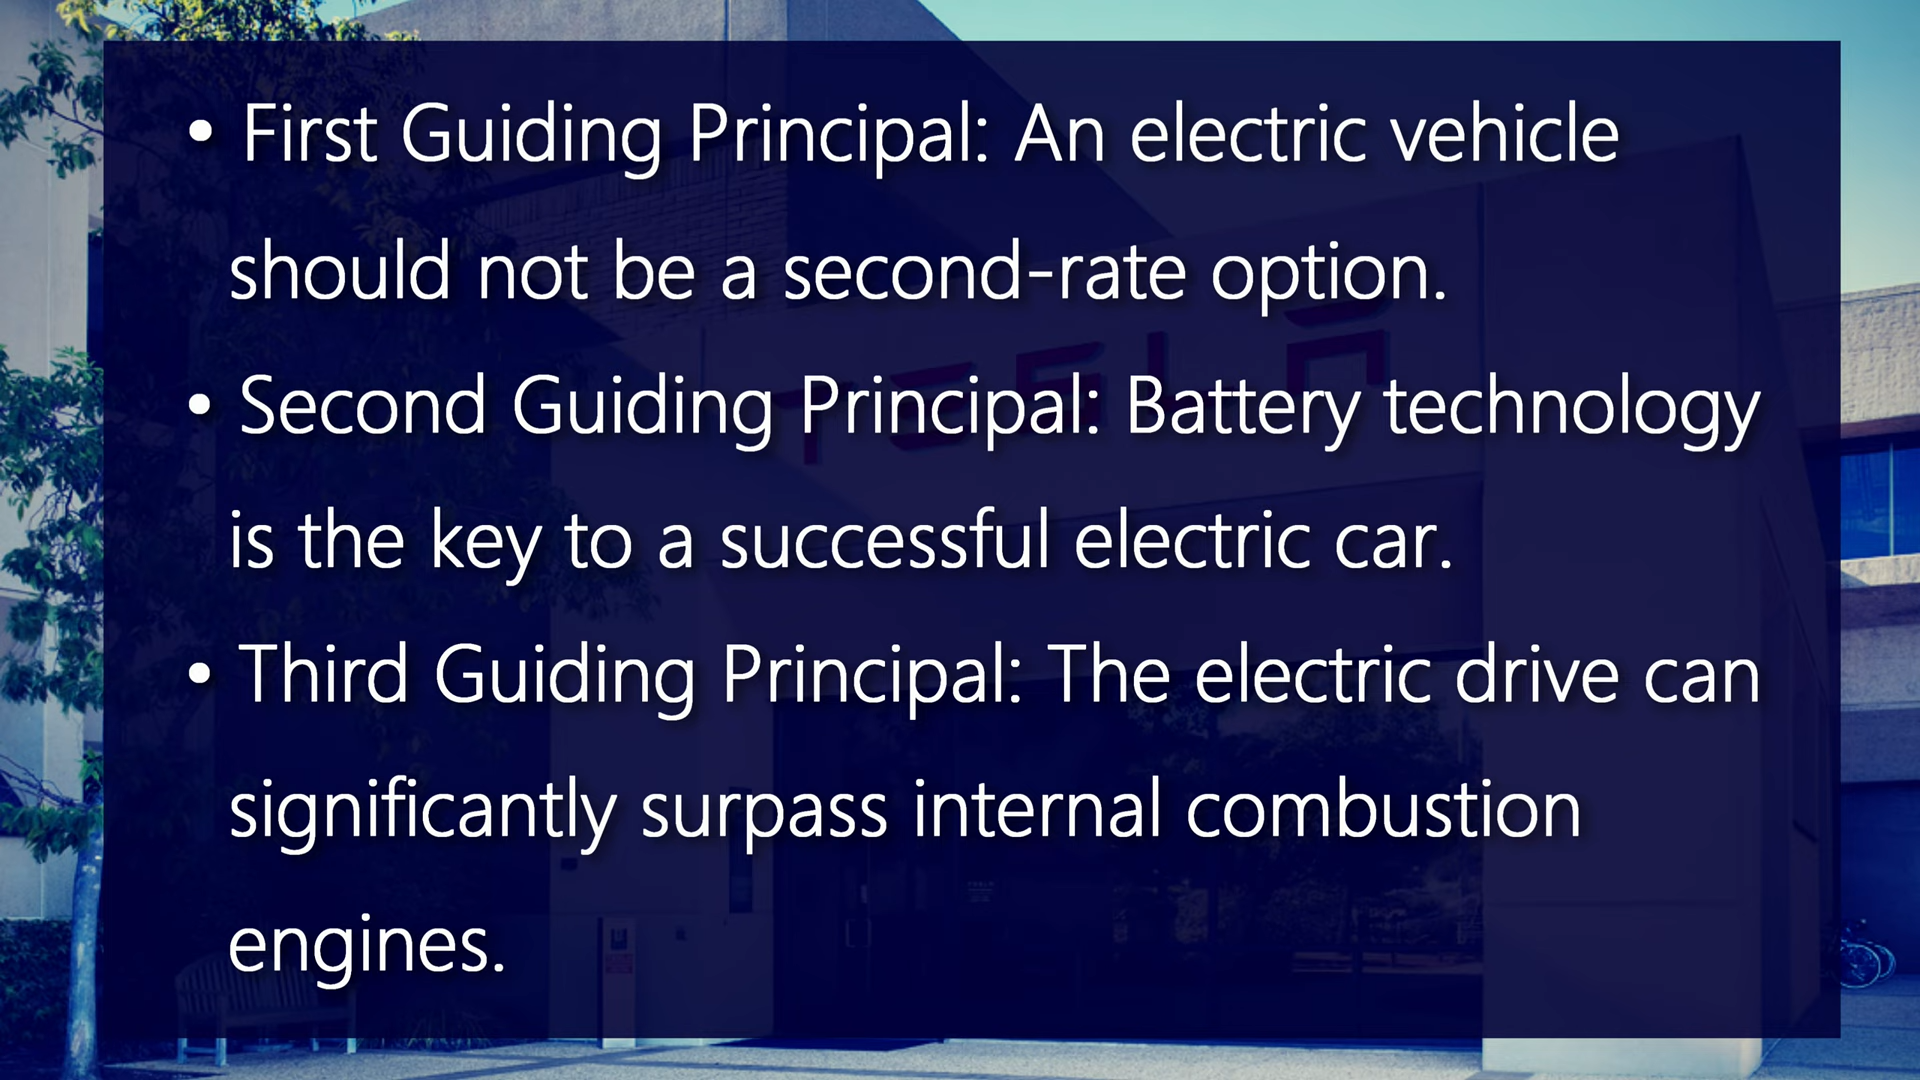 • First Guiding Principal: An electric vehicle
should not be a second-rate option.
TESLA
• Second Guiding Principal: Battery technology
is the key to a successful electric car.
• Third Guiding Principal: The electric drive can
significantly surpass internal combustion
engines.